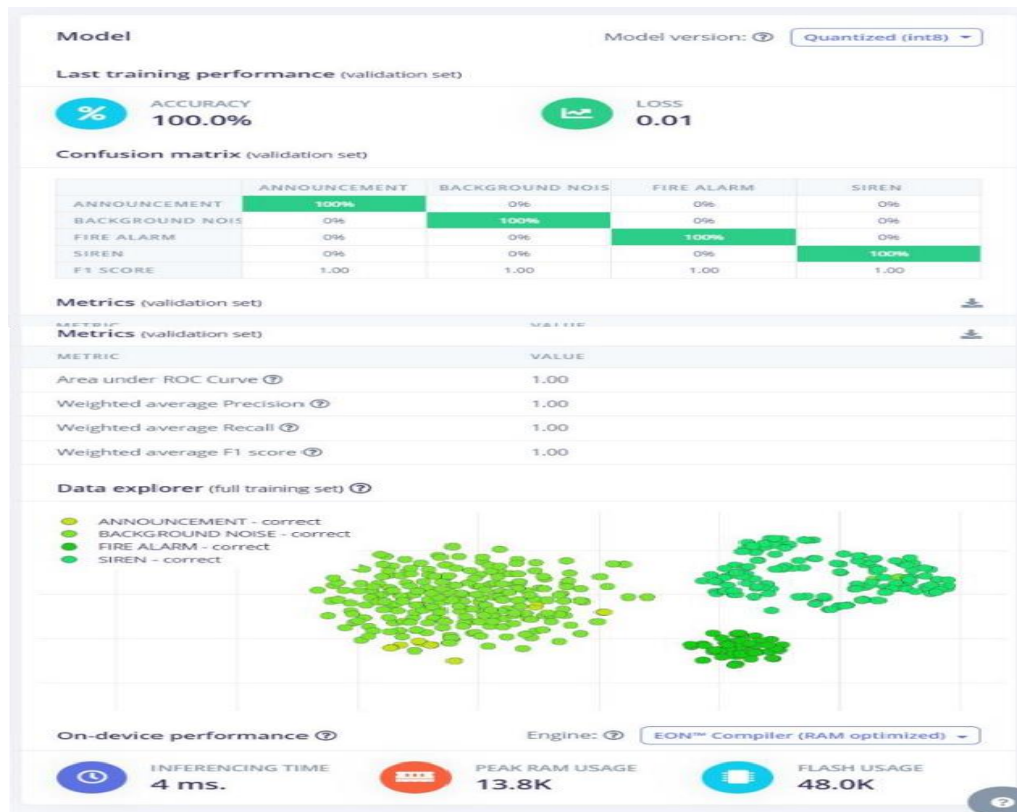 Model Model version: ? Quantized (int8)
Last training performance (validation set)
% ACCURACY LOSS
100.0% 0.01
Confusion matrix (validation set)
ANNOUNCEMENT BACKGROUND NOIS FIRE ALARM SIREN
ANNOUNCEMENT 100% 0% 0% 0%
BACKGROUND NOIS 0% 100% 0% 0%
FIRE ALARM 0% 0% 100% 0%
SIREN 0% 0% 0% 100%
F1 SCORE 1.00 1.00 1.00 1.00
Metrics (validation set)
METRIC VALUE
Metrics (validation set)
METRIC VALUE
Area under ROC Curve ? 1.00
Weighted average Precision ? 1.00
Weighted average Recall ? 1.00
Weighted average F1 score ? 1.00
Data explorer (full training set) ?
ANNOUNCEMENT - correct
BACKGROUND NOISE - correct
FIRE ALARM - correct
SIREN - correct
On-device performance ? Engine: ? EON™ Compiler (RAM optimized)
INFERENCING TIME PEAK RAM USAGE FLASH USAGE
4 ms. 13.8K 48.0K
?